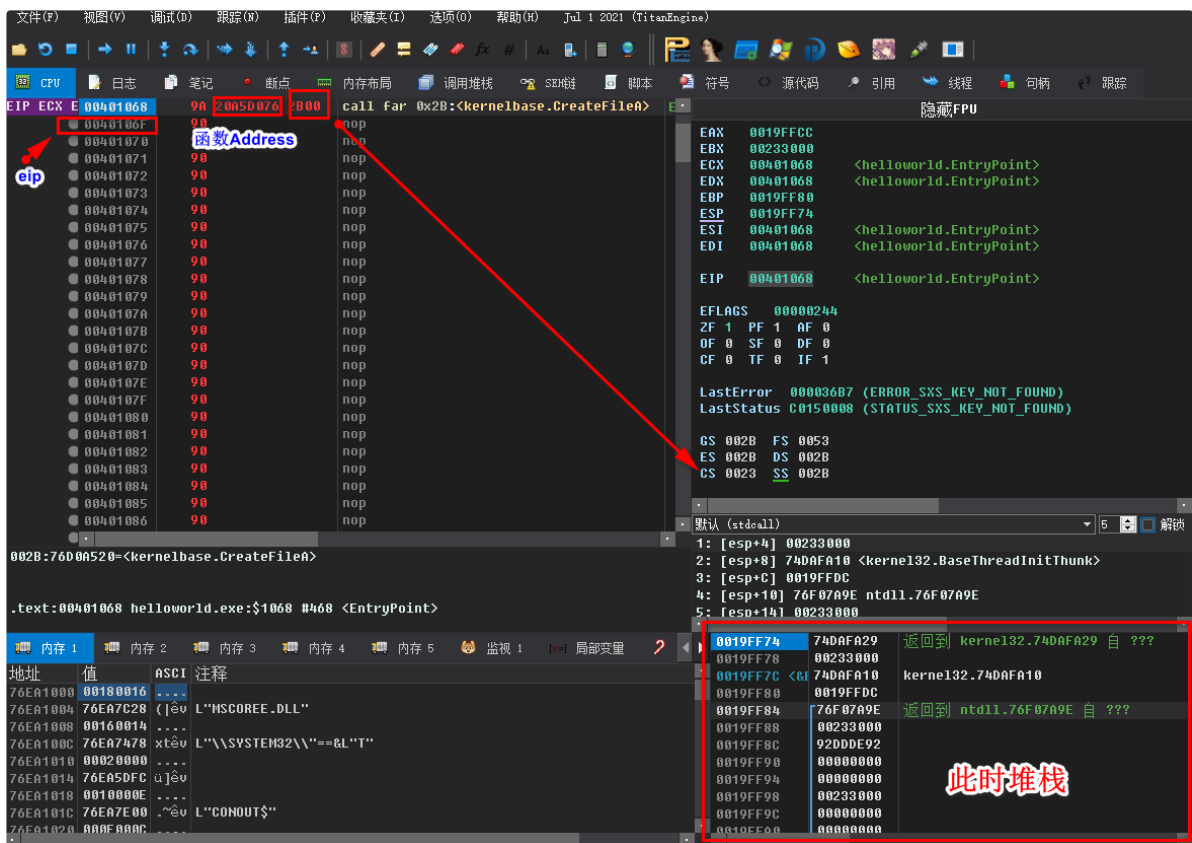 文件(F) 视图(V) 调试(D) 跟踪(N) 插件(P) 收藏夹(I) 选项(O) 帮助(H) Jul 1 2021 (TitanEngine)
CPU 日志 笔记 断点 内存布局 调用堆栈 SEH链 脚本 符号 源代码 引用 线程 句柄 跟踪
EIP ECX E 00401068 9A 20A5D076 2B00 call far 0x2B:<kernelbase.CreateFileA>
0040106F 90 nop
00401070 nop
函数Address
00401071 90 nop
eip
00401072 90 nop
00401073 90 nop
00401074 90 nop
00401075 90 nop
00401076 90 nop
00401077 90 nop
00401078 90 nop
00401079 90 nop
0040107A 90 nop
0040107B 90 nop
0040107C 90 nop
0040107D 90 nop
0040107E 90 nop
0040107F 90 nop
00401080 90 nop
00401081 90 nop
00401082 90 nop
00401083 90 nop
00401084 90 nop
00401085 90 nop
00401086 90 nop
002B:76D0A520=<kernelbase.CreateFileA>
.text:00401068 helloworld.exe:$1068 #468 <EntryPoint>
隐藏FPU
EAX 0019FFCC
EBX 00233000
ECX 00401068 <helloworld.EntryPoint>
EDX 00401068 <helloworld.EntryPoint>
EBP 0019FF80
ESP 0019FF74
ESI 00401068 <helloworld.EntryPoint>
EDI 00401068 <helloworld.EntryPoint>
EIP 00401068 <helloworld.EntryPoint>
EFLAGS 00000244
ZF 1 PF 1 AF 0
OF 0 SF 0 DF 0
CF 0 TF 0 IF 1
LastError 000036B7 (ERROR_SXS_KEY_NOT_FOUND)
LastStatus C0150008 (STATUS_SXS_KEY_NOT_FOUND)
GS 002B FS 0053
ES 002B DS 002B
CS 0023 SS 002B
默认 (stdcall) 5 解锁
1: [esp+4] 00233000
2: [esp+8] 74DAFA10 <kernel32.BaseThreadInitThunk>
3: [esp+C] 0019FFDC
4: [esp+10] 76F07A9E ntdll.76F07A9E
5: [esp+14] 00233000
内存 1 内存 2 内存 3 内存 4 内存 5 监视 1 局部变量
地址 值 ASCI 注释
76EA1000 00180016 ....
76EA1004 76EA7C28 (|êv L"MSCOREE.DLL"
76EA1008 00160014 ....
76EA100C 76EA7478 xtêv L"\\SYSTEM32\\"==&L"T"
76EA1010 00020000 ....
76EA1014 76EA5DFC ü]êv
76EA1018 0010000E ....
76EA101C 76EA7E00 .~êv L"CONOUT$"
76EA1020 000E000C ....
0019FF74 74DAFA29 返回到 kernel32.74DAFA29 自 ???
0019FF78 00233000
0019FF7C <&E 74DAFA10 kernel32.74DAFA10
0019FF80 0019FFDC
0019FF84 76F07A9E 返回到 ntdll.76F07A9E 自 ???
0019FF88 00233000
0019FF8C 92DDDE92
0019FF90 00000000
0019FF94 00000000
0019FF98 00233000
0019FF9C 00000000
0019FFA0 00000000
此时堆栈